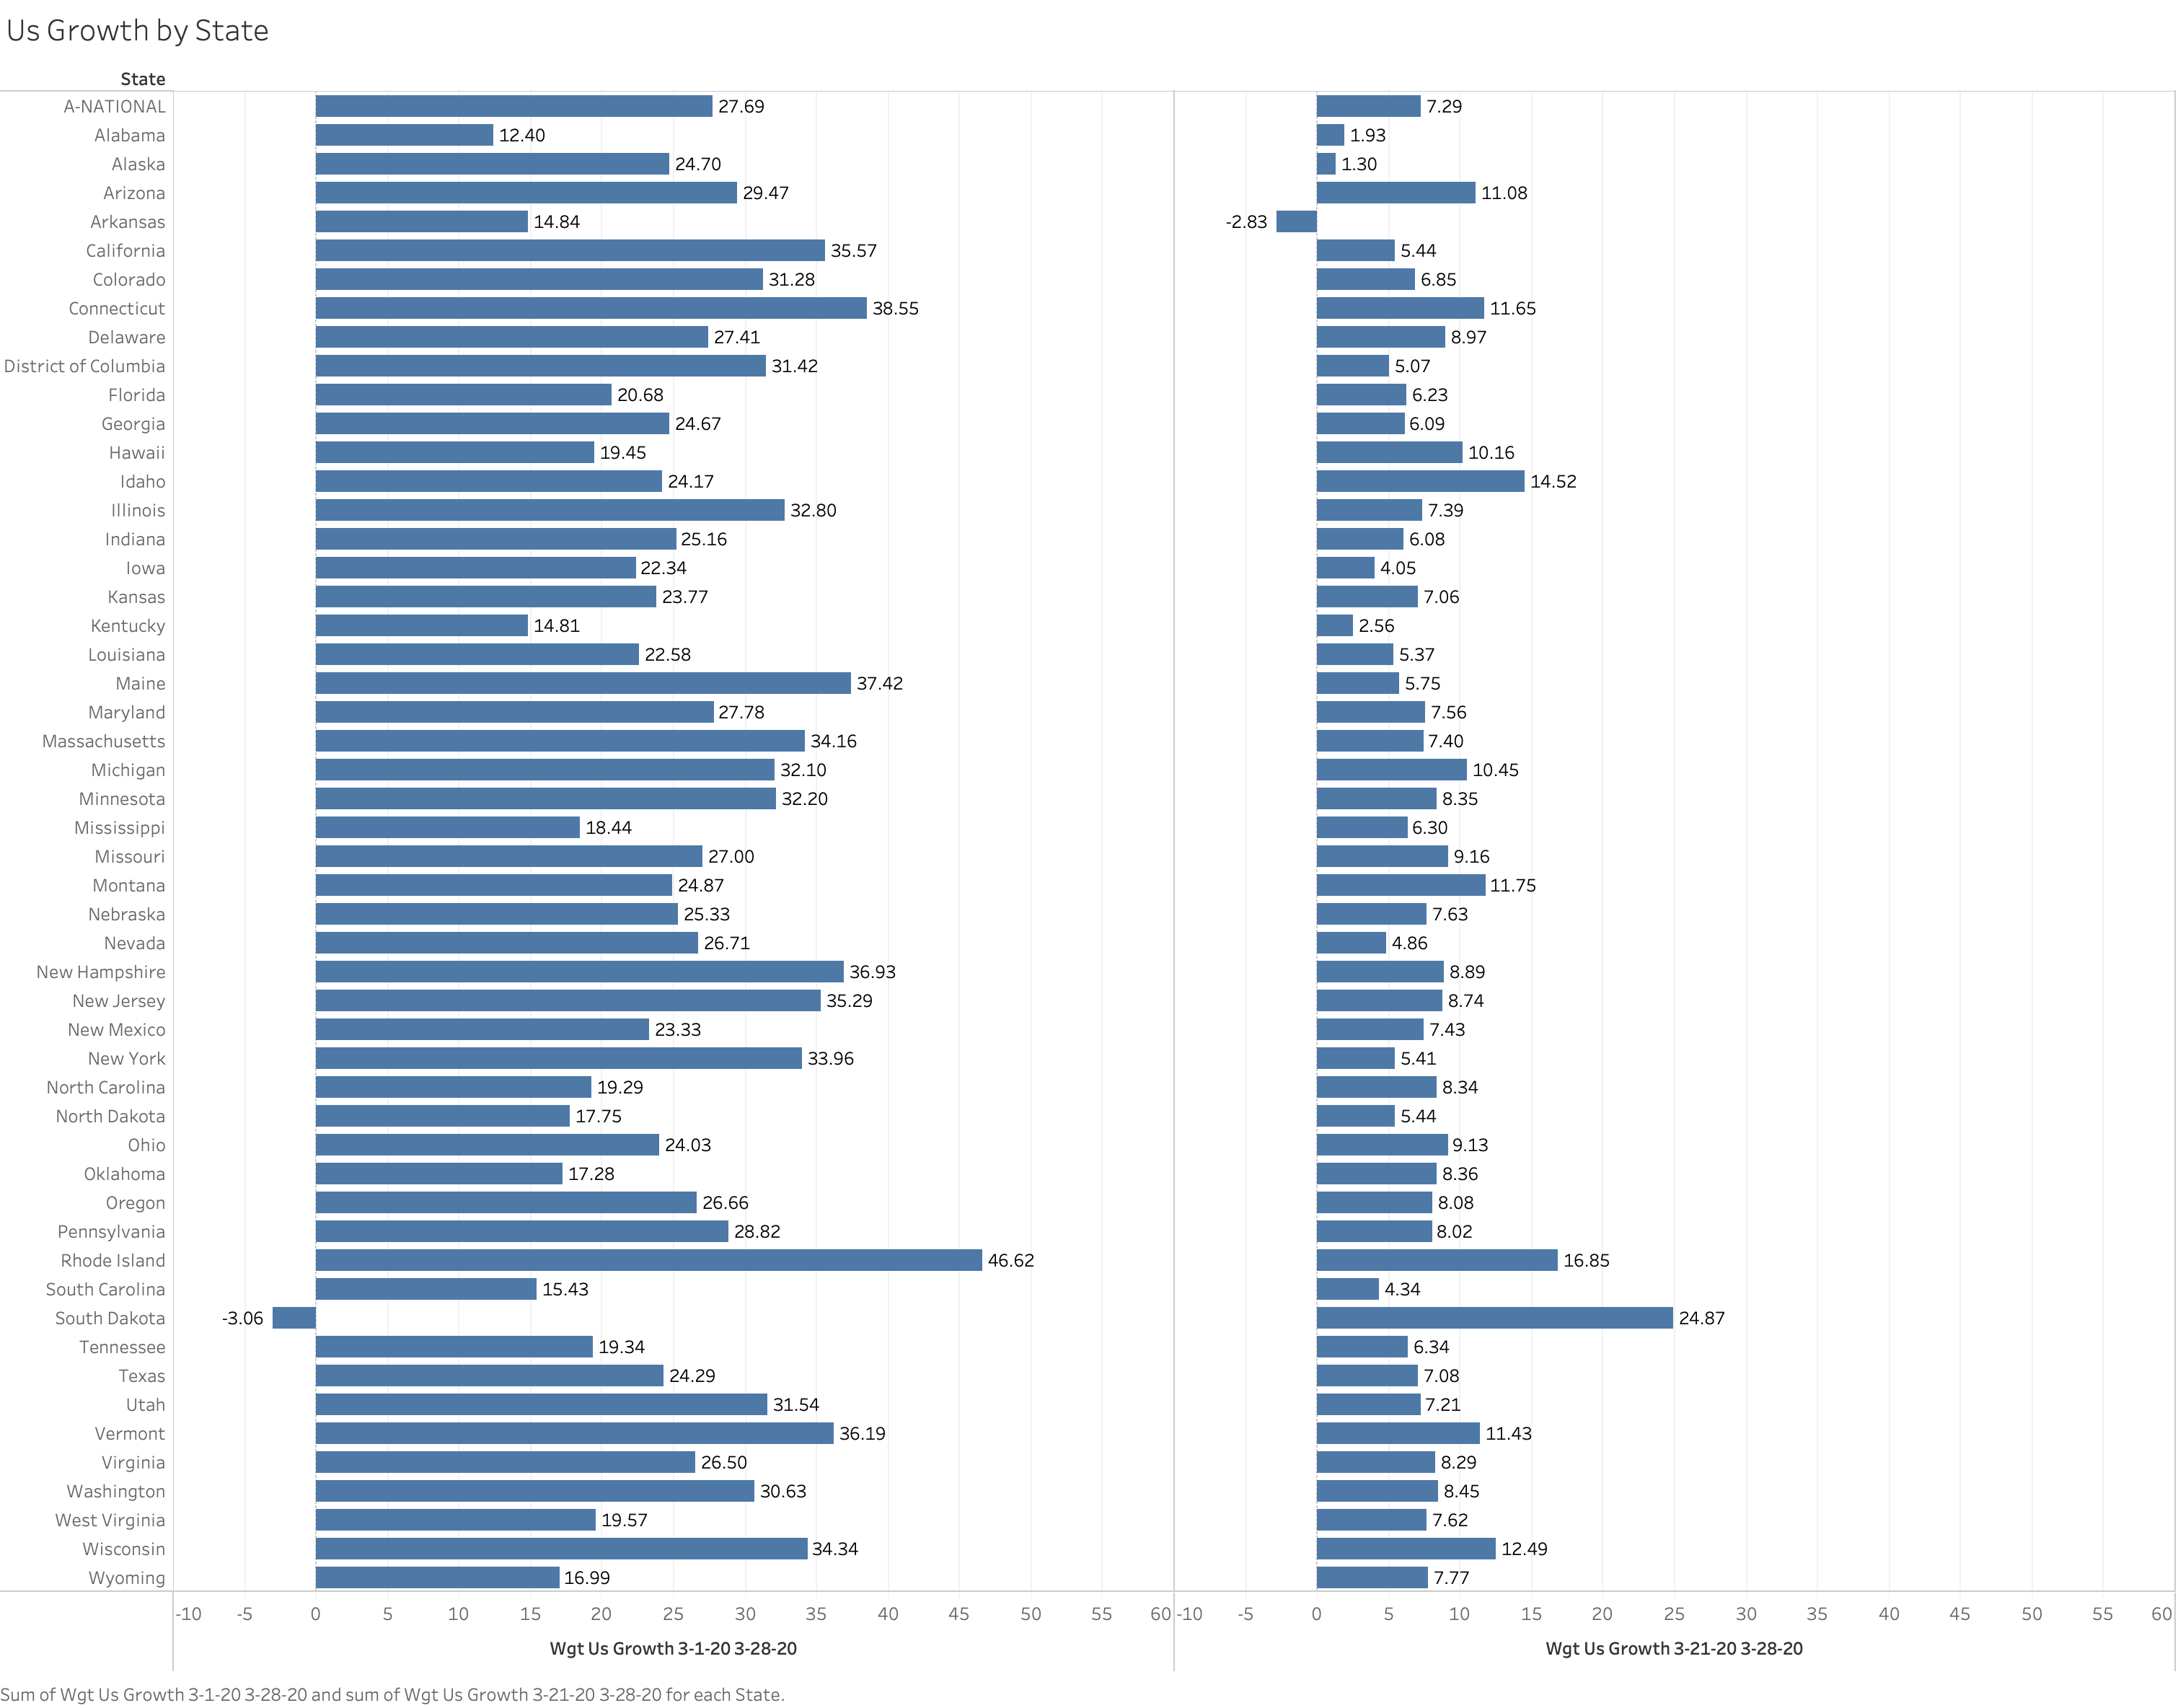 Us Growth by State
State
A-NATIONAL 27.69 7.29
Alabama 12.40 1.93
Alaska 24.70 1.30
Arizona 29.47 11.08
Arkansas 14.84 -2.83
California 35.57 5.44
Colorado 31.28 6.85
Connecticut 38.55 11.65
Delaware 27.41 8.97
District of Columbia 31.42 5.07
Florida 20.68 6.23
Georgia 24.67 6.09
Hawaii 19.45 10.16
Idaho 24.17 14.52
Illinois 32.80 7.39
Indiana 25.16 6.08
Iowa 22.34 4.05
Kansas 23.77 7.06
Kentucky 14.81 2.56
Louisiana 22.58 5.37
Maine 37.42 5.75
Maryland 27.78 7.56
Massachusetts 34.16 7.40
Michigan 32.10 10.45
Minnesota 32.20 8.35
Mississippi 18.44 6.30
Missouri 27.00 9.16
Montana 24.87 11.75
Nebraska 25.33 7.63
Nevada 26.71 4.86
New Hampshire 36.93 8.89
New Jersey 35.29 8.74
New Mexico 23.33 7.43
New York 33.96 5.41
North Carolina 19.29 8.34
North Dakota 17.75 5.44
Ohio 24.03 9.13
Oklahoma 17.28 8.36
Oregon 26.66 8.08
Pennsylvania 28.82 8.02
Rhode Island 46.62 16.85
South Carolina 15.43 4.34
South Dakota -3.06 24.87
Tennessee 19.34 6.34
Texas 24.29 7.08
Utah 31.54 7.21
Vermont 36.19 11.43
Virginia 26.50 8.29
Washington 30.63 8.45
West Virginia 19.57 7.62
Wisconsin 34.34 12.49
Wyoming 16.99 7.77
-10 -5 0 5 10 15 20 25 30 35 40 45 50 55 60 -10 -5 0 5 10 15 20 25 30 35 40 45 50 55 60
Wgt Us Growth 3-1-20 3-28-20 Wgt Us Growth 3-21-20 3-28-20
Sum of Wgt Us Growth 3-1-20 3-28-20 and sum of Wgt Us Growth 3-21-20 3-28-20 for each State.